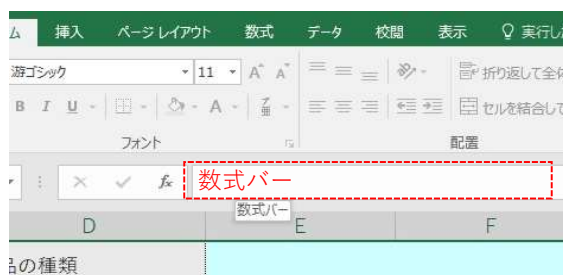 ム 挿入 ページ レイアウト 数式 データ 校閲 表示 実行し
游ゴシック 11 A A 折り返して全体
B I U A 亜 セルを結合して
フォント 配置
fx 数式バー
数式バー
D E F
品の種類